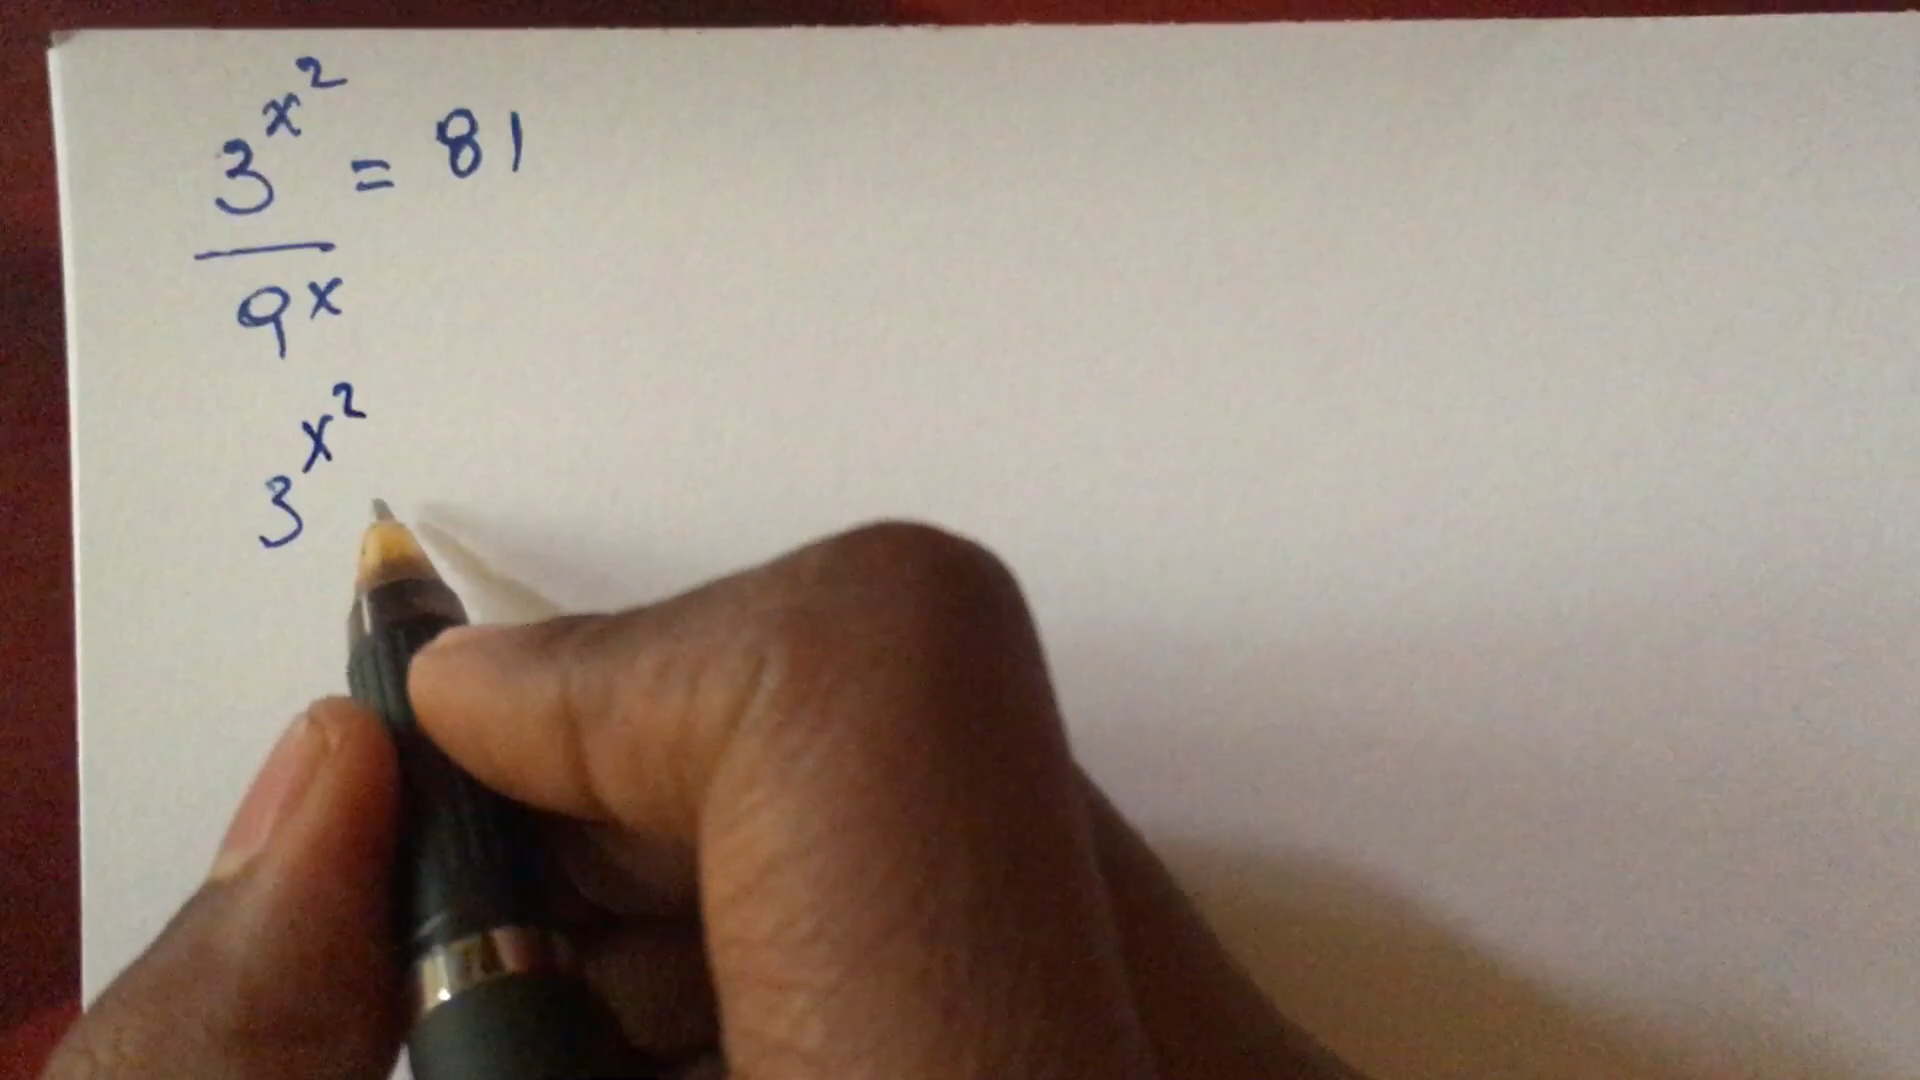 3^{x^2} = 81
―
9^x
3^{x^2}